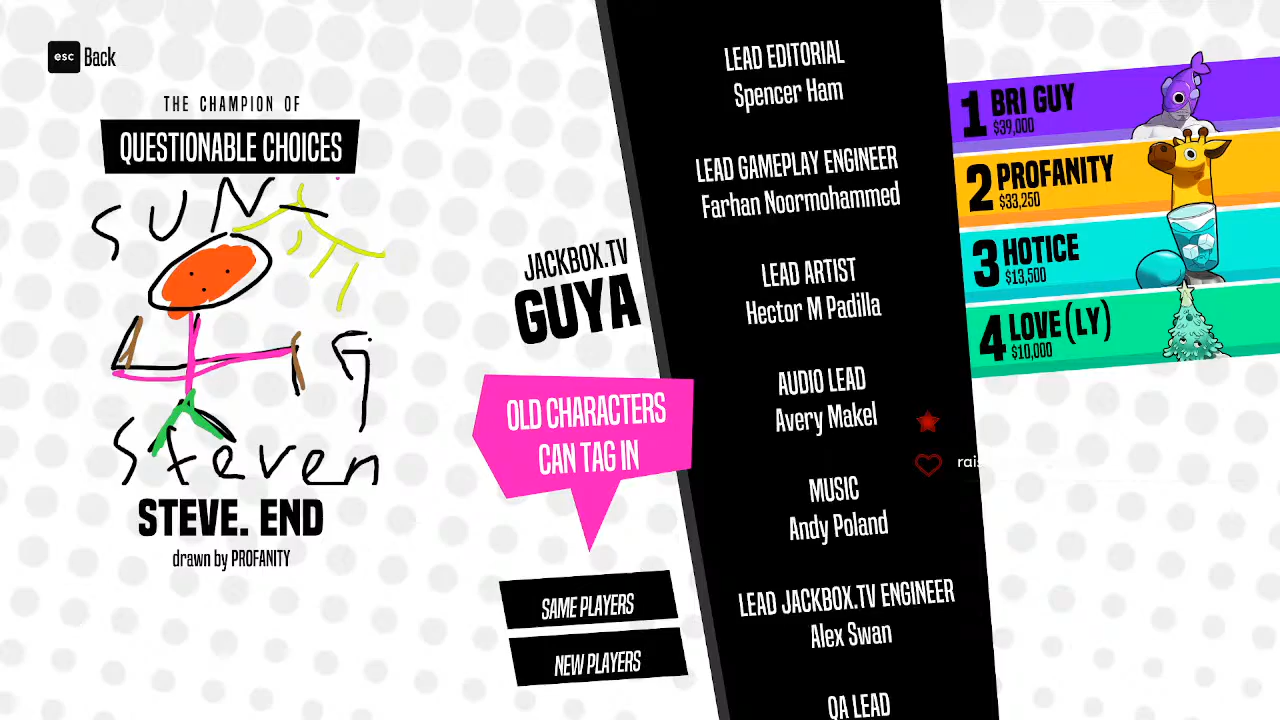 esc Back
THE CHAMPION OF
QUESTIONABLE CHOICES
SUN
Steven
STEVE. END
drawn by PROFANITY
JACKBOX.TV
GUYA
OLD CHARACTERS
CAN TAG IN
SAME PLAYERS
NEW PLAYERS
LEAD EDITORIAL
Spencer Ham
LEAD GAMEPLAY ENGINEER
Farhan Noormohammed
LEAD ARTIST
Hector M Padilla
AUDIO LEAD
Avery Makel
MUSIC
Andy Poland
LEAD JACKBOX.TV ENGINEER
Alex Swan
QA LEAD
rais
1 BRI GUY
$39,000
2 PROFANITY
$33,250
3 HOTICE
$13,500
4 LOVE(LY)
$10,000